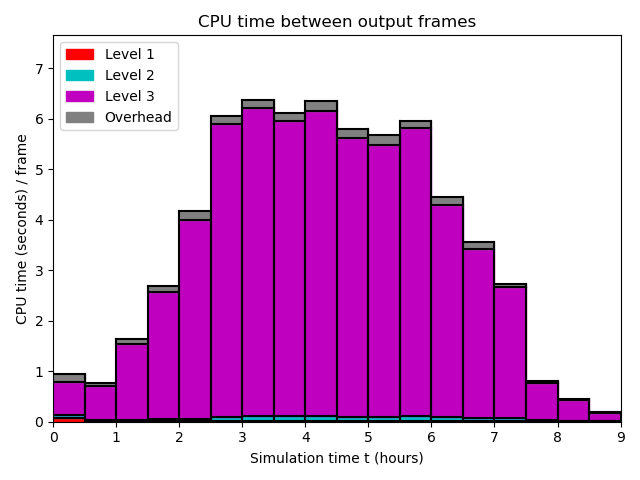 CPU time between output frames
Level 1
Level 2
Level 3
Overhead
CPU time (seconds) / frame
7
6
5
4
3
2
1
0
0 1 2 3 4 5 6 7 8 9
Simulation time t (hours)